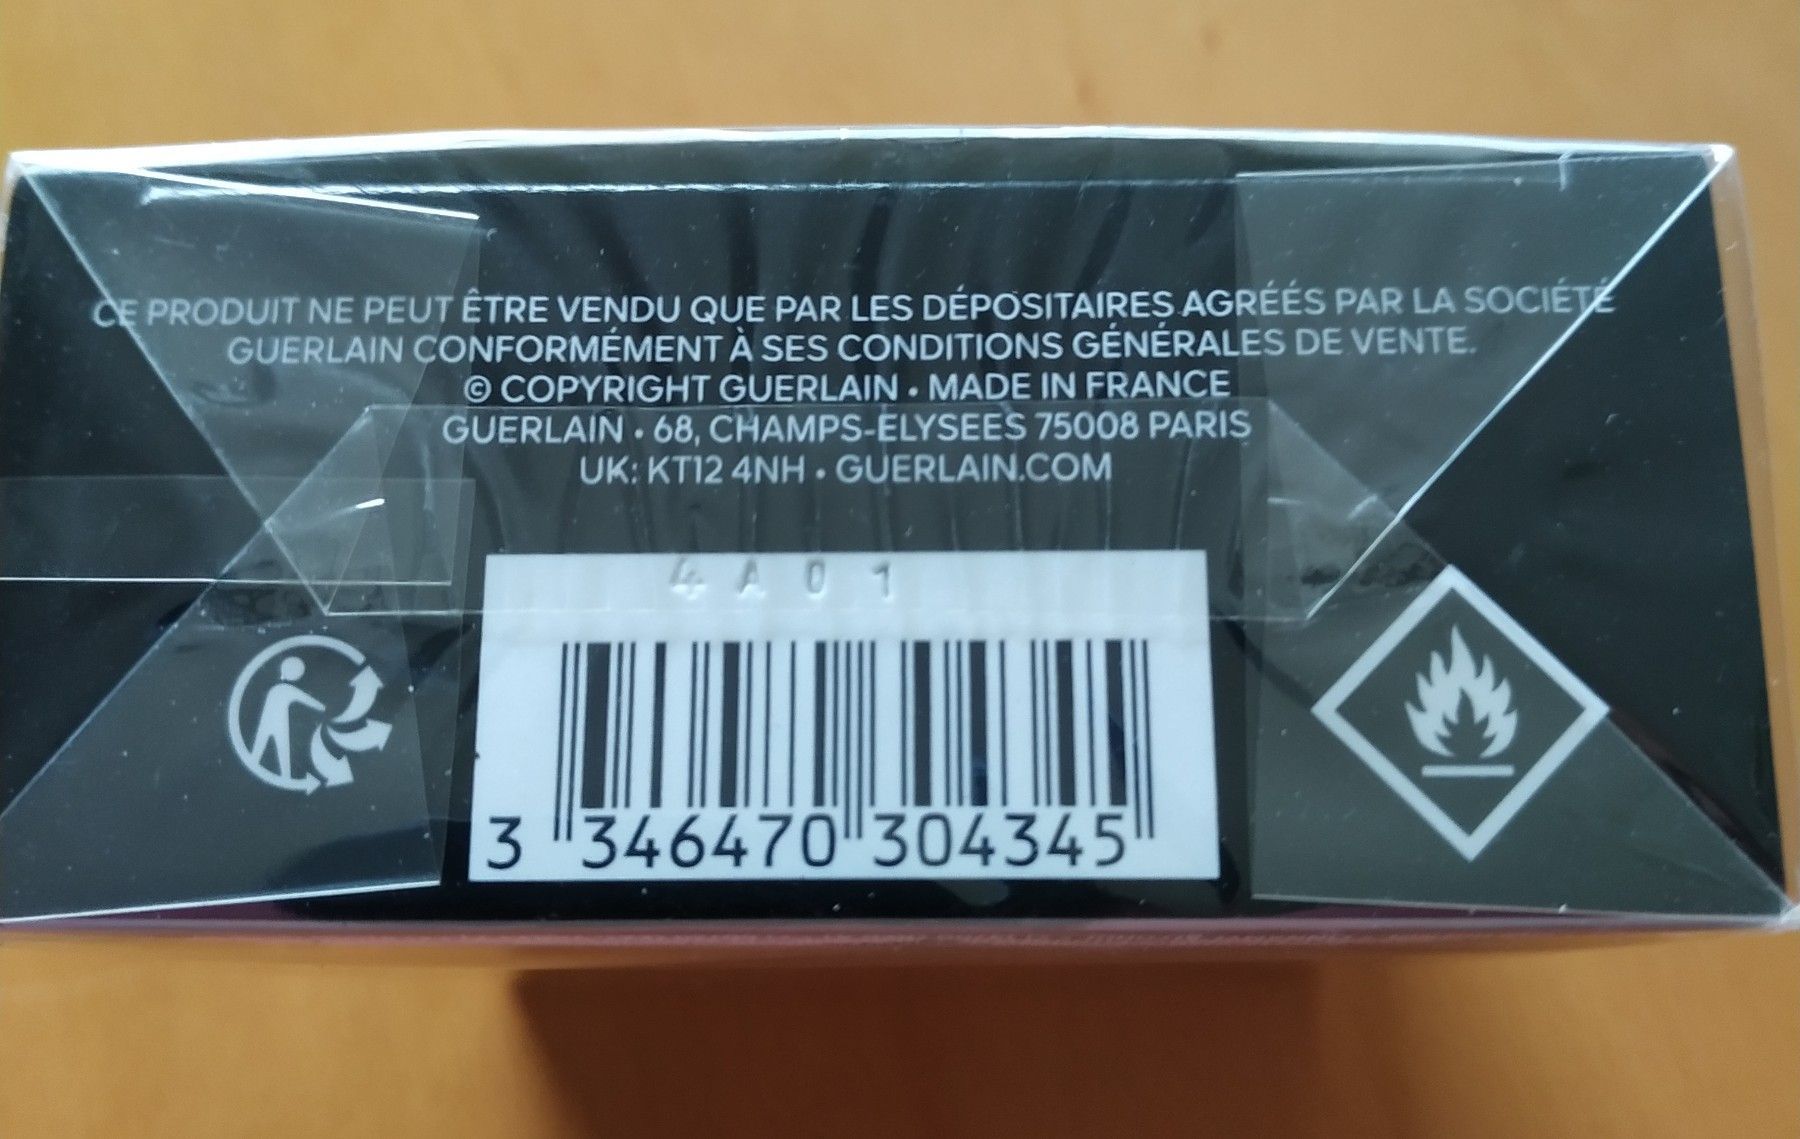 CE PRODUIT NE PEUT ÊTRE VENDU QUE PAR LES DÉPOSITAIRES AGRÉÉS PAR LA SOCIÉTÉ
GUERLAIN CONFORMÉMENT À SES CONDITIONS GÉNÉRALES DE VENTE.
© COPYRIGHT GUERLAIN • MADE IN FRANCE
GUERLAIN • 68, CHAMPS-ELYSEES 75008 PARIS
UK: KT12 4NH • GUERLAIN.COM
4A01
3 346470 304345